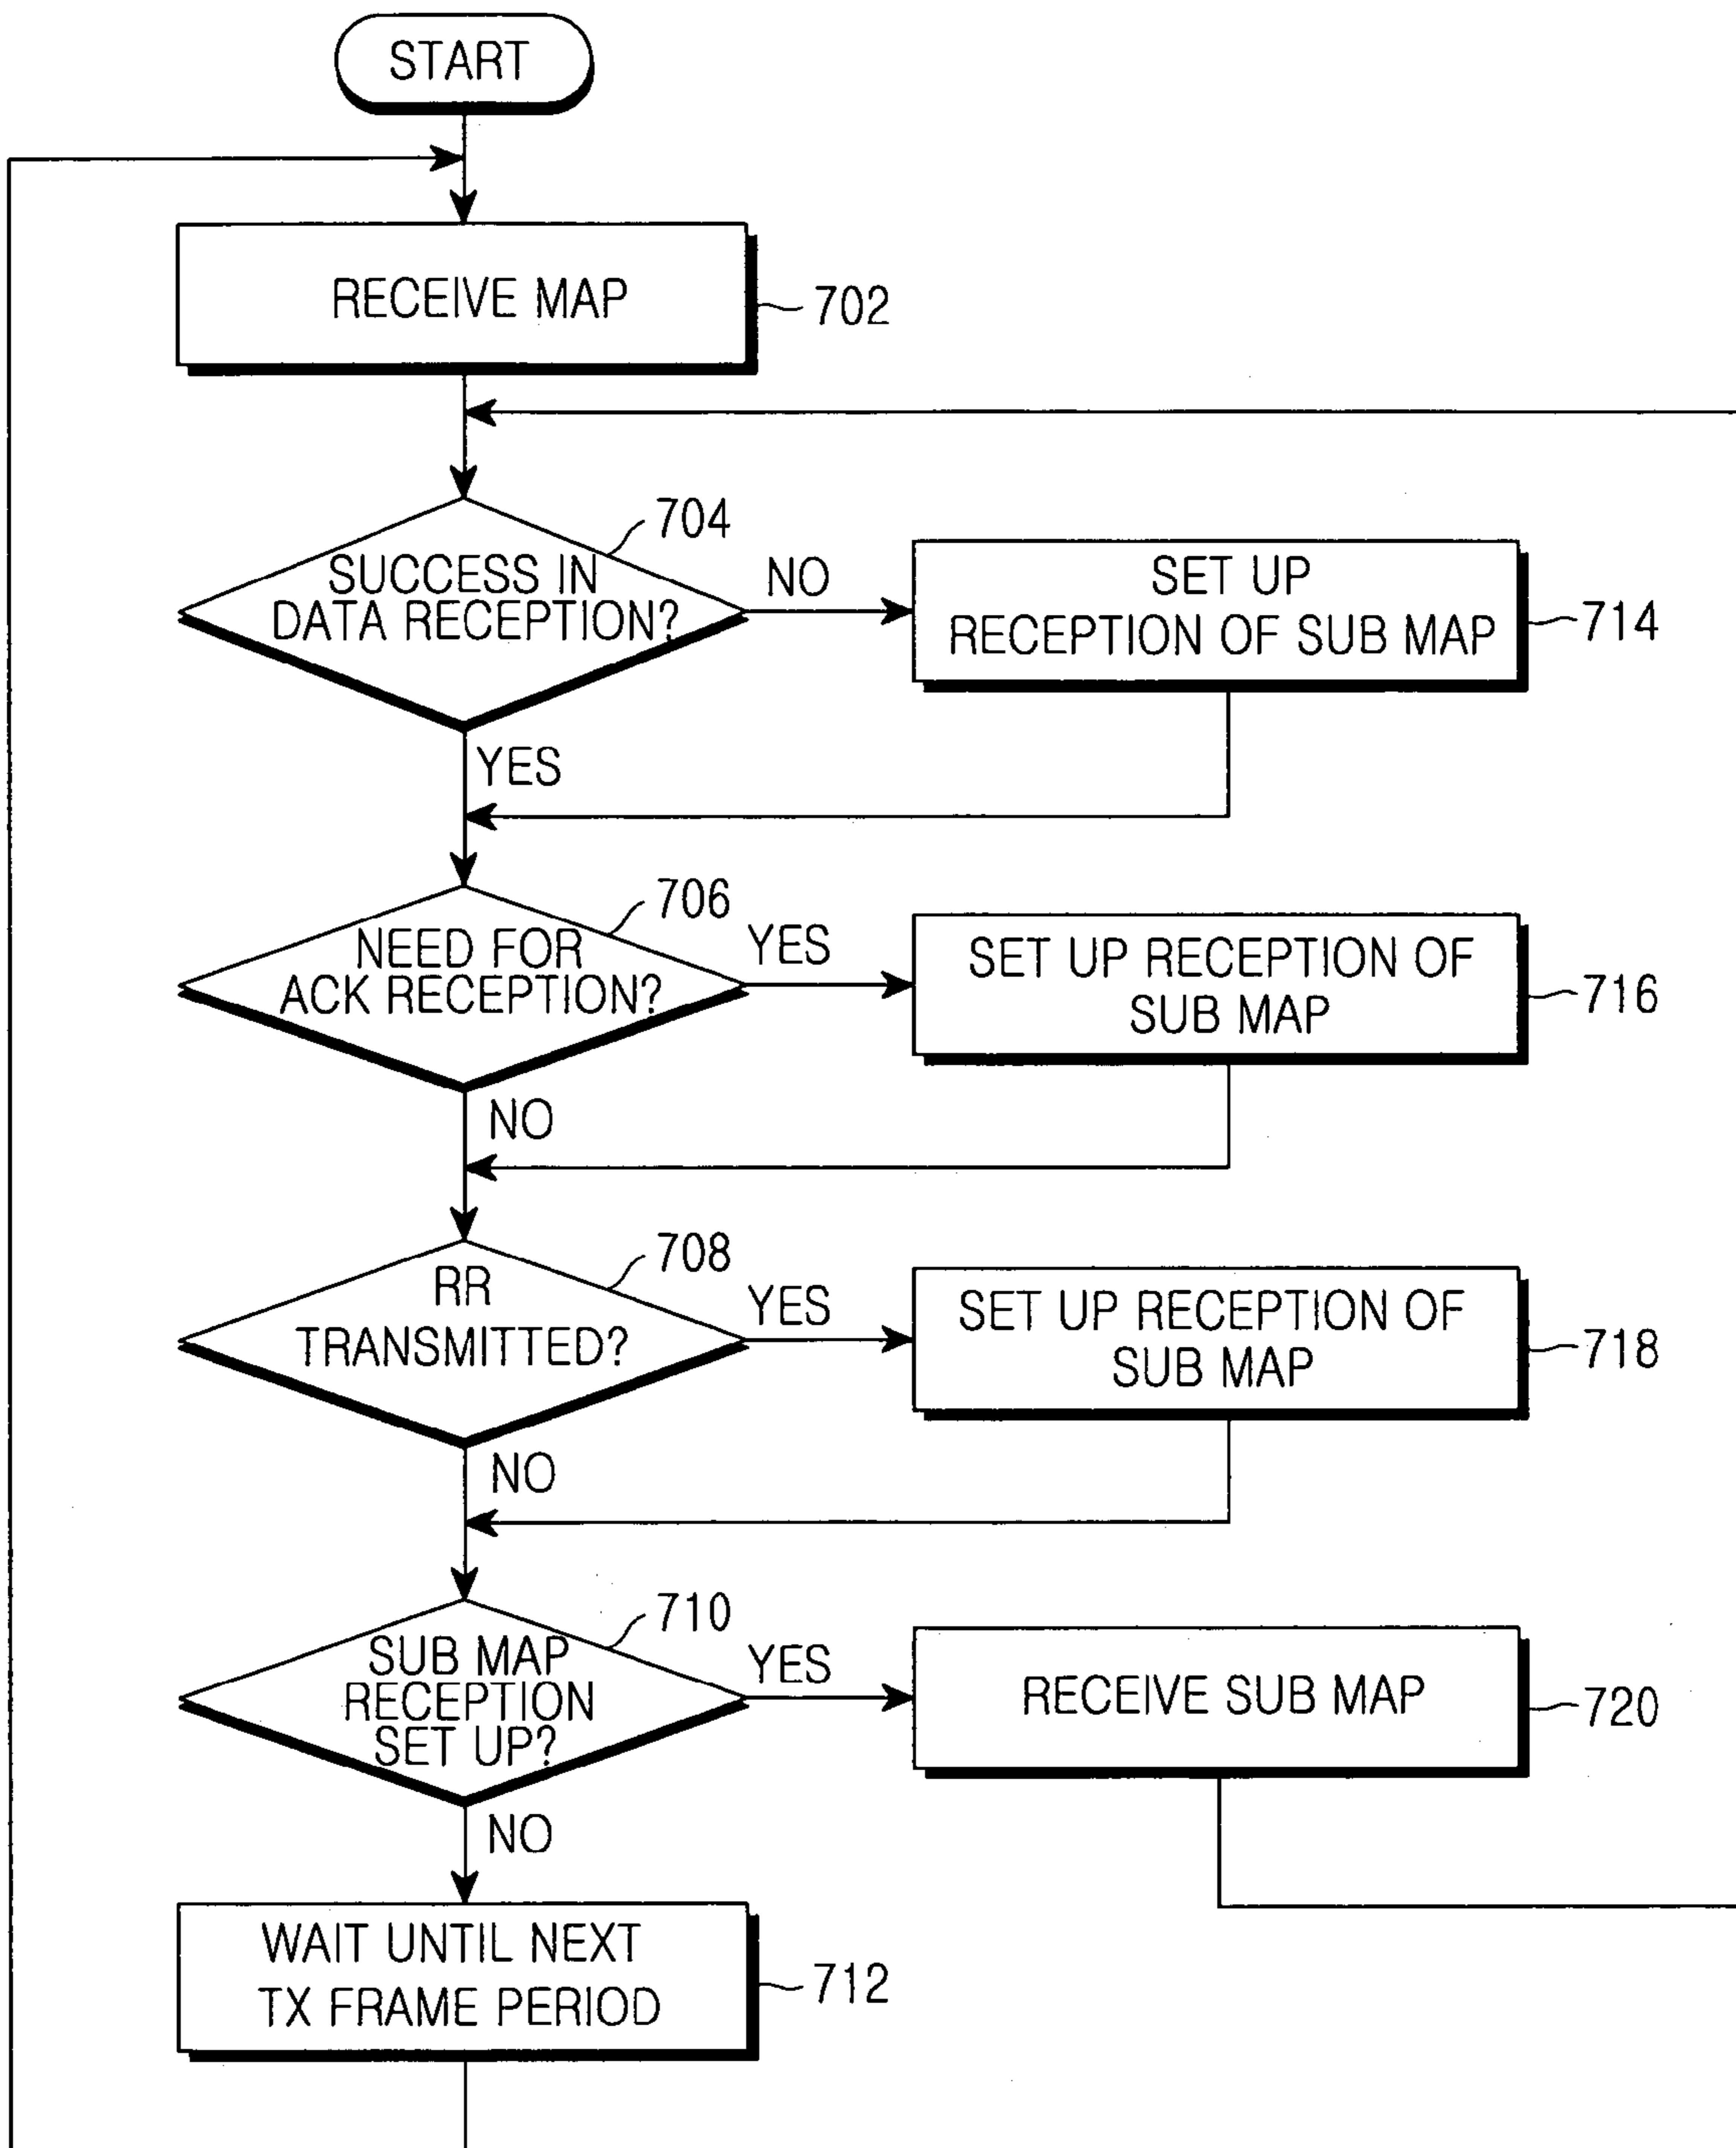 START
RECEIVE MAP
702
704
SUCCESS IN
DATA RECEPTION?
NO
SET UP
RECEPTION OF SUB MAP
714
YES
706
NEED FOR
ACK RECEPTION?
YES
SET UP RECEPTION OF
SUB MAP
716
NO
708
RR
TRANSMITTED?
YES
SET UP RECEPTION OF
SUB MAP
718
NO
710
SUB MAP
RECEPTION
SET UP?
YES
RECEIVE SUB MAP
720
NO
WAIT UNTIL NEXT
TX FRAME PERIOD
712